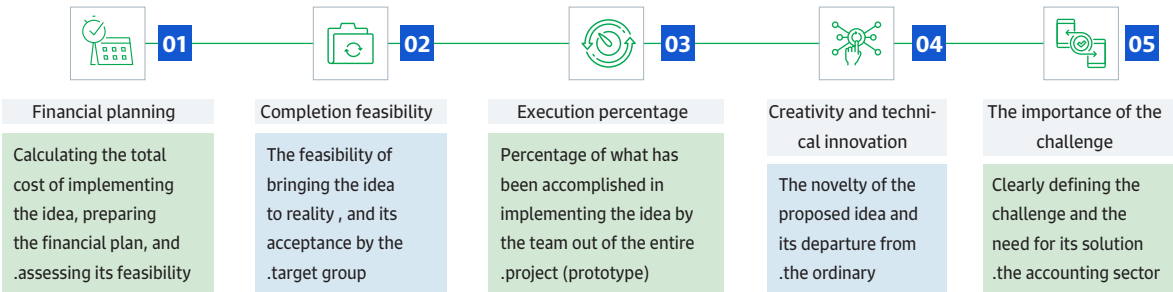 01
Financial planning
Calculating the total
cost of implementing
the idea, preparing
the financial plan, and
.assessing its feasibility
02
Completion feasibility
The feasibility of
bringing the idea
to reality , and its
acceptance by the
.target group
03
Execution percentage
Percentage of what has
been accomplished in
implementing the idea by
the team out of the entire
.project (prototype)
04
Creativity and techni-
cal innovation
The novelty of the
proposed idea and
its departure from
.the ordinary
05
The importance of the
challenge
Clearly defining the
challenge and the
need for its solution
.the accounting sector